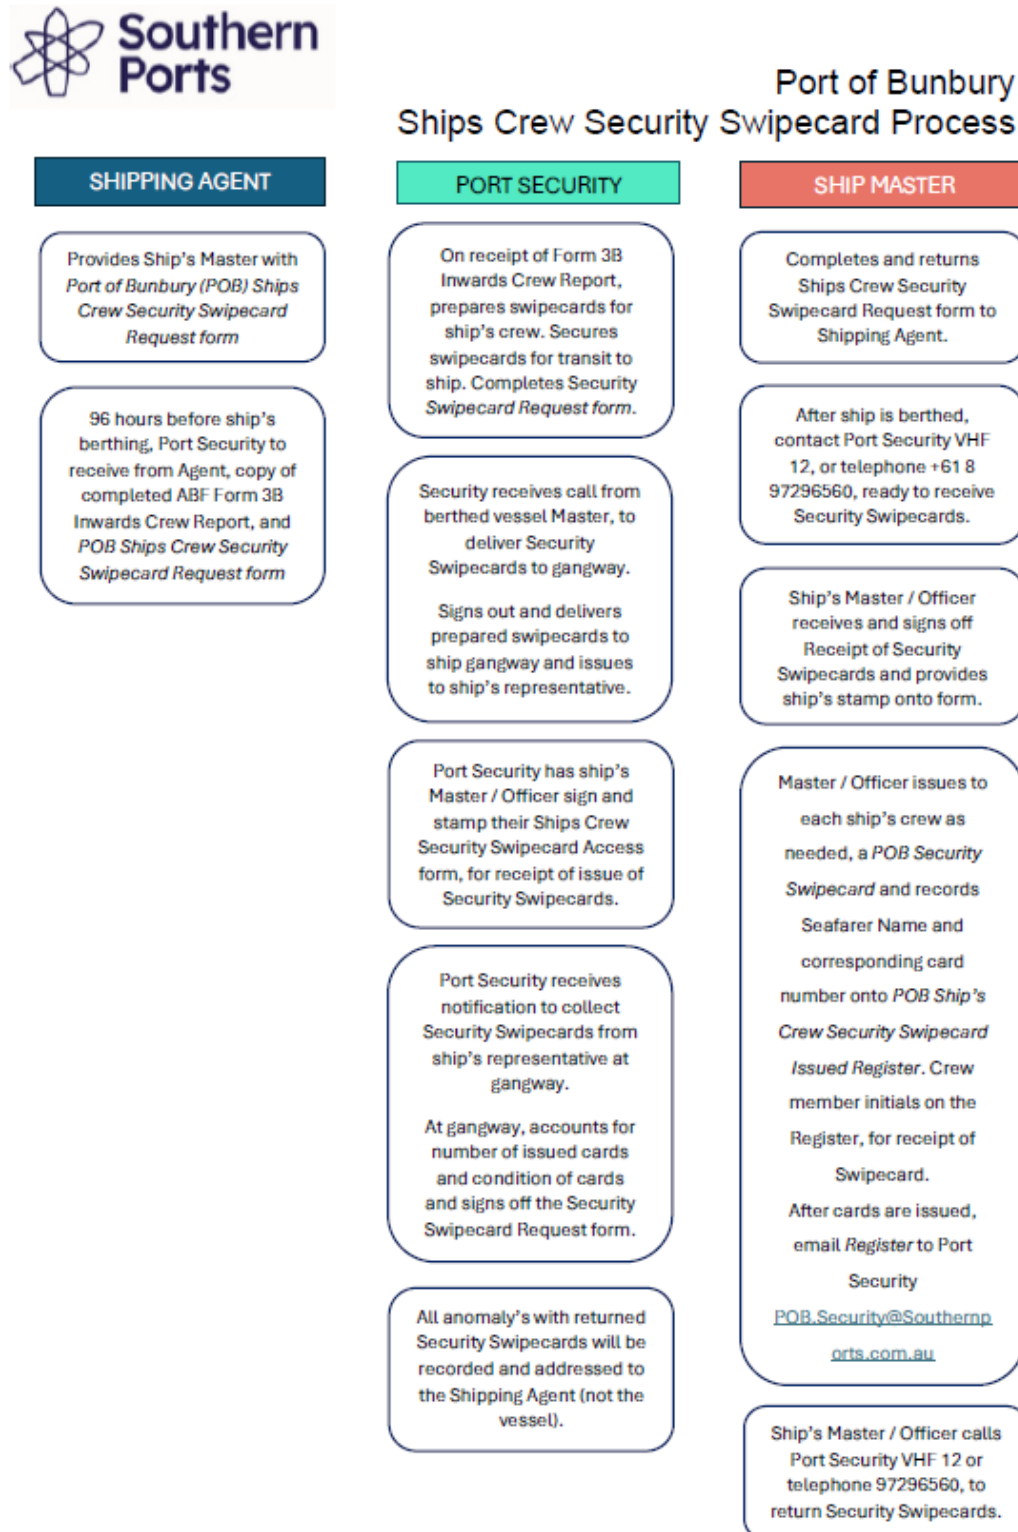 Southern
Ports
Port of Bunbury
Ships Crew Security Swipecard Process
SHIPPING AGENT
Provides Ship's Master with
Port of Bunbury (POB) Ships
Crew Security Swipecard
Request form
96 hours before ship's
berthing, Port Security to
receive from Agent, copy of
completed ABF Form 3B
Inwards Crew Report, and
POB Ships Crew Security
Swipecard Request form
PORT SECURITY
On receipt of Form 3B
Inwards Crew Report,
prepares swipecards for
ship's crew. Secures
swipecards for transit to
ship. Completes Security
Swipecard Request form.
Security receives call from
berthed vessel Master, to
deliver Security
Swipecards to gangway.
Signs out and delivers
prepared swipecards to
ship gangway and issues
to ship's representative.
Port Security has ship's
Master / Officer sign and
stamp their Ships Crew
Security Swipecard Access
form, for receipt of issue of
Security Swipecards.
Port Security receives
notification to collect
Security Swipecards from
ship's representative at
gangway.
At gangway, accounts for
number of issued cards
and condition of cards
and signs off the Security
Swipecard Request form.
All anomaly's with returned
Security Swipecards will be
recorded and addressed to
the Shipping Agent (not the
vessel).
SHIP MASTER
Completes and returns
Ships Crew Security
Swipecard Request form to
Shipping Agent.
After ship is berthed,
contact Port Security VHF
12, or telephone +61 8
97296560, ready to receive
Security Swipecards.
Ship's Master / Officer
receives and signs off
Receipt of Security
Swipecards and provides
ship's stamp onto form.
Master / Officer issues to
each ship's crew as
needed, a POB Security
Swipecard and records
Seafarer Name and
corresponding card
number onto POB Ship's
Crew Security Swipecard
Issued Register. Crew
member initials on the
Register, for receipt of
Swipecard.
After cards are issued,
email Register to Port
Security
POB.Security@Southernp
orts.com.au
Ship's Master / Officer calls
Port Security VHF 12 or
telephone 97296560, to
return Security Swipecards.